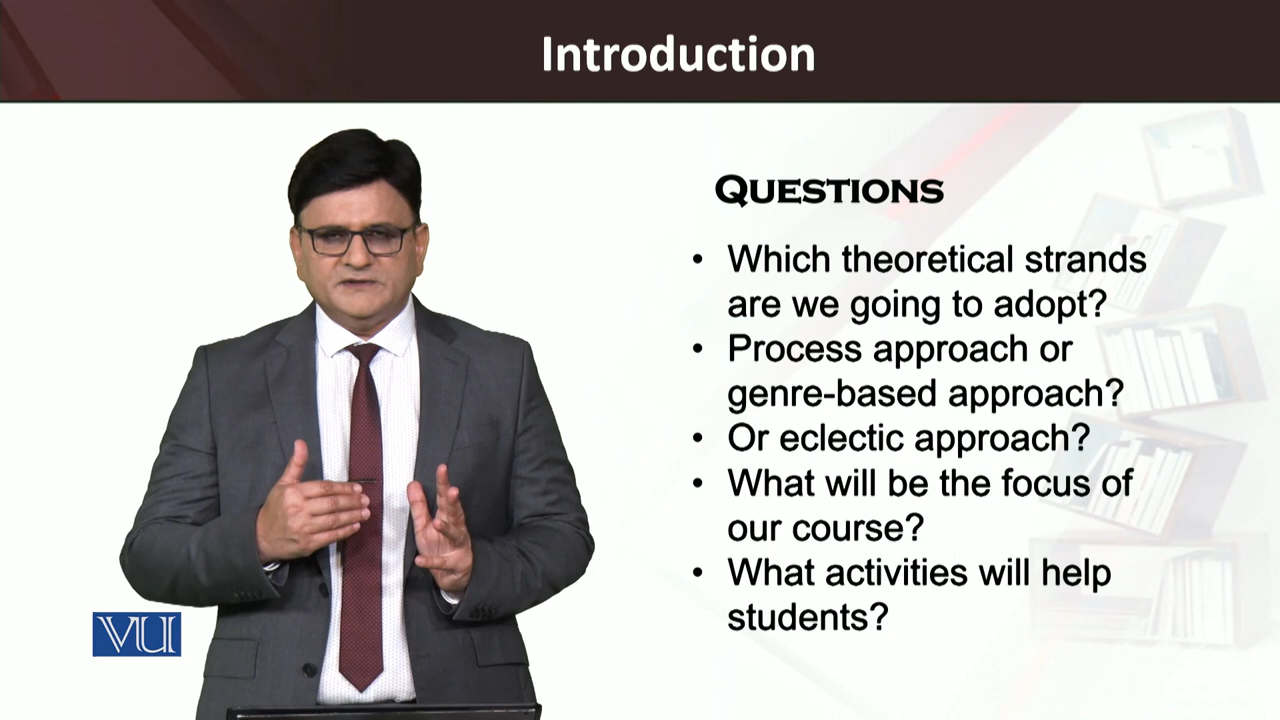 Introduction
QUESTIONS
• Which theoretical strands
are we going to adopt?
• Process approach or
genre-based approach?
• Or eclectic approach?
• What will be the focus of
our course?
• What activities will help
students?
VU